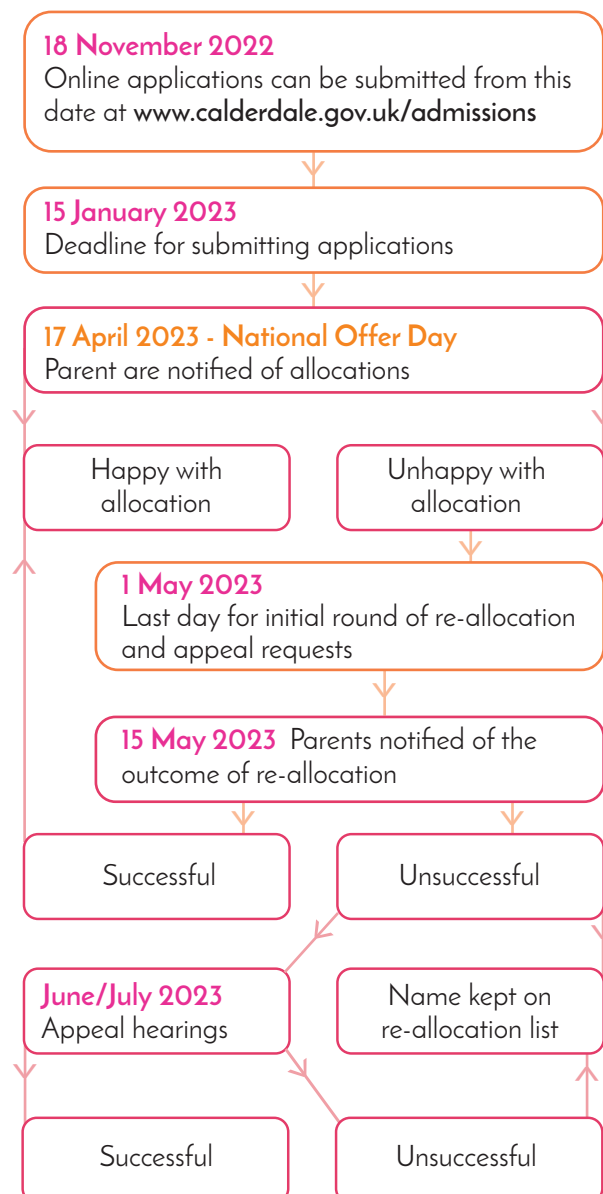 18 November 2022
Online applications can be submitted from this
date at www.calderdale.gov.uk/admissions
15 January 2023
Deadline for submitting applications
17 April 2023 - National Offer Day
Parent are notified of allocations
Happy with
allocation
Unhappy with
allocation
1 May 2023
Last day for initial round of re-allocation
and appeal requests
15 May 2023 Parents notified of the
outcome of re-allocation
Successful
Unsuccessful
June/July 2023
Appeal hearings
Name kept on
re-allocation list
Successful
Unsuccessful